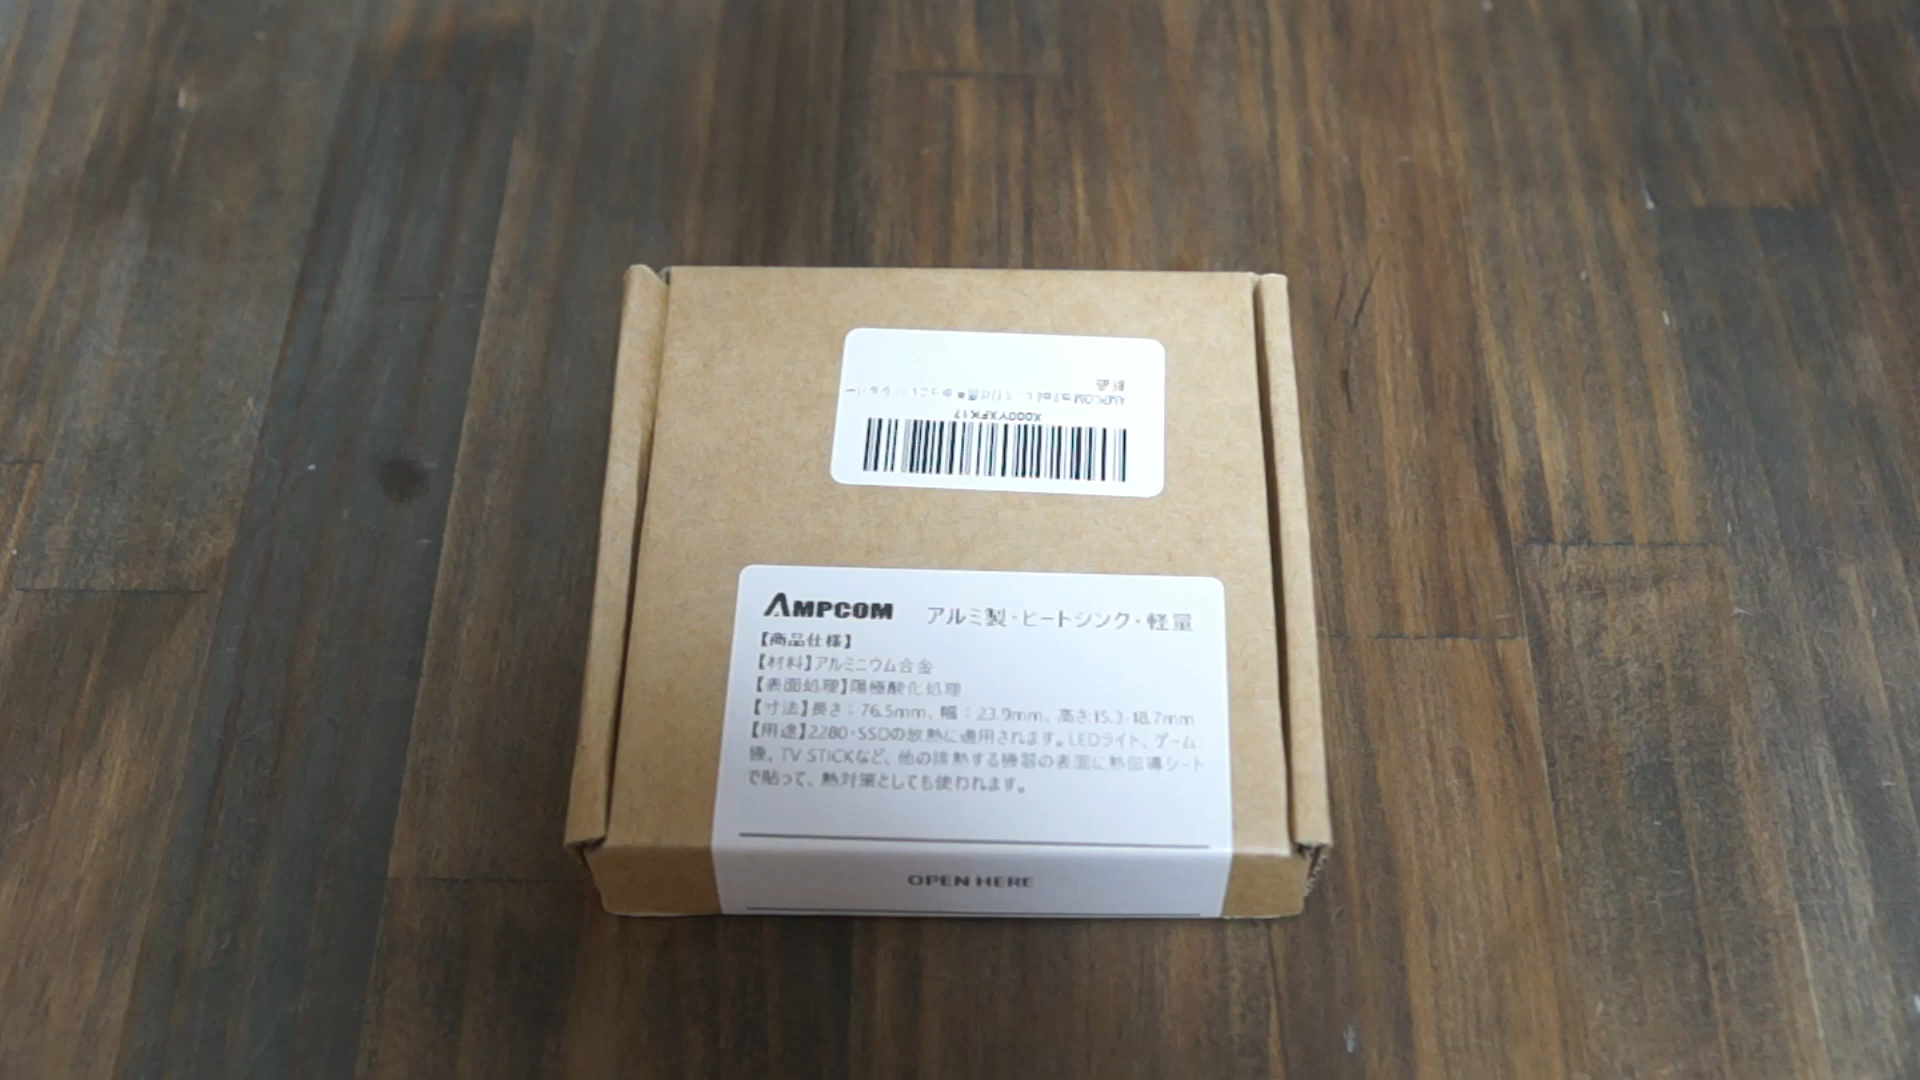 新品
X000YXFK17
AMPCOM アルミ製・ヒートシンク・軽量
【商品仕様】
【材料】アルミニウム合金
【表面処理】陽極酸化処理
【寸法】長さ：76.5mm、幅：23.9mm、高さ:15.3-18.7mm
【用途】2280-SSDの放熱に適用されます。LEDライト、ゲーム
機、TV STICKなど、他の排熱する機器の表面に熱伝導シート
で貼って、熱対策としても使われます。
OPEN HERE